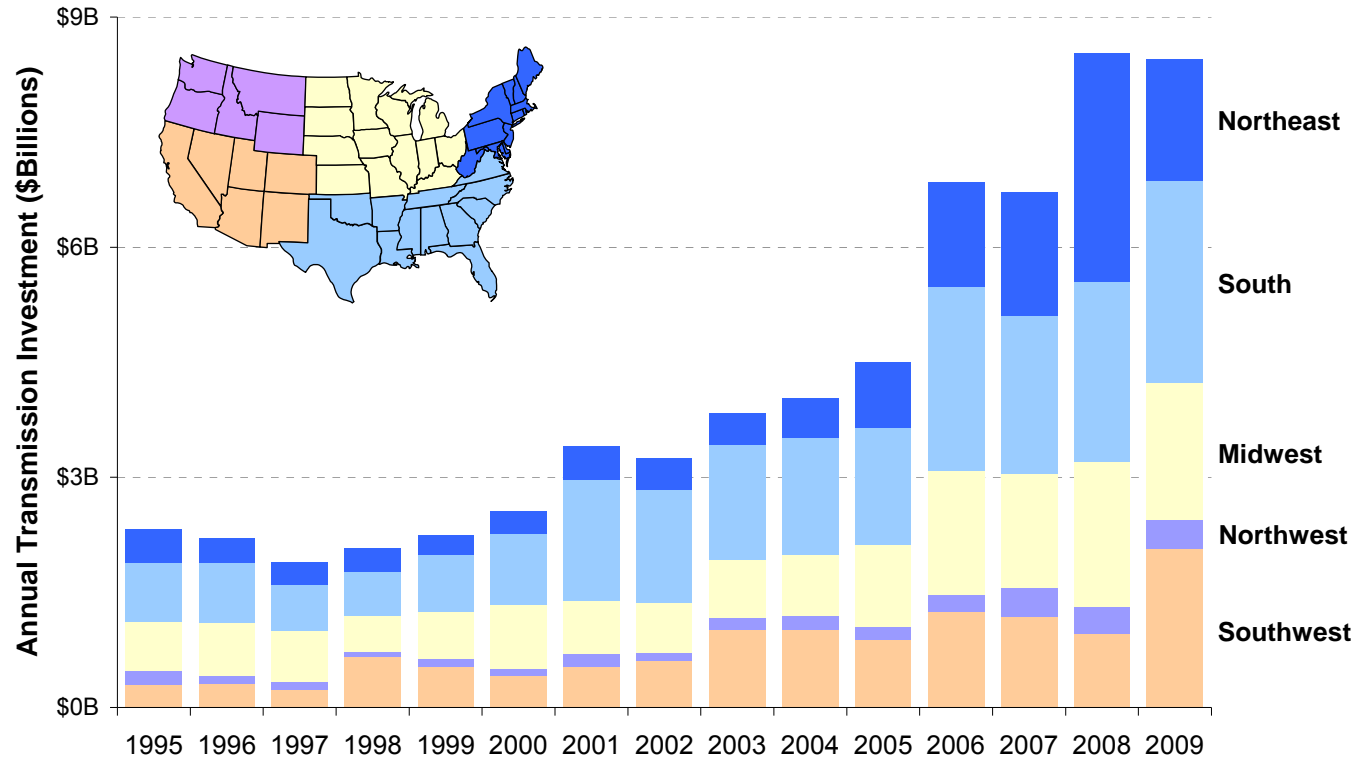 Annual Transmission Investment ($Billions)
$9B
$6B
$3B
$0B
Northeast
South
Midwest
Northwest
Southwest
1995 1996 1997 1998 1999 2000 2001 2002 2003 2004 2005 2006 2007 2008 2009